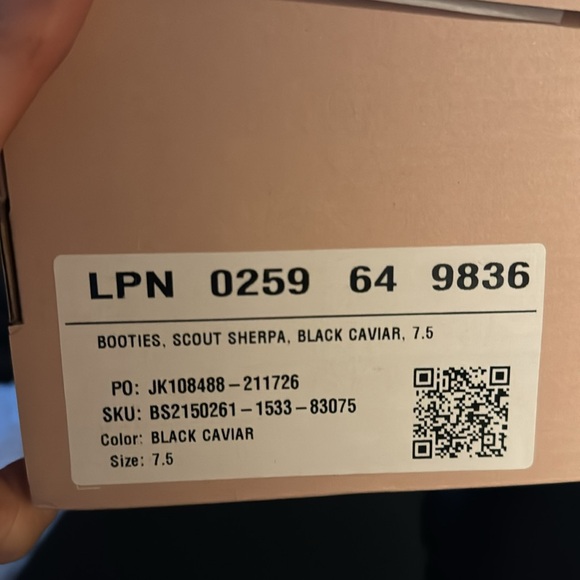 LPN 0259 64 9836
BOOTIES, SCOUT SHERPA, BLACK CAVIAR, 7.5
PO: JK108488-211726
SKU: BS2150261-1533-83075
Color: BLACK CAVIAR
Size: 7.5